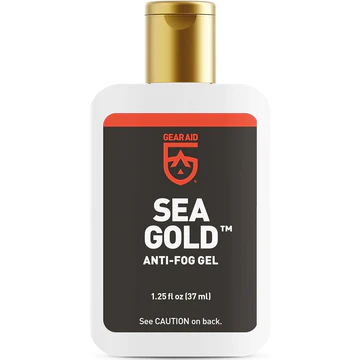 GEAR AID
SEA
GOLD™
ANTI-FOG GEL
1.25 fl oz (37 ml)
See CAUTION on back.